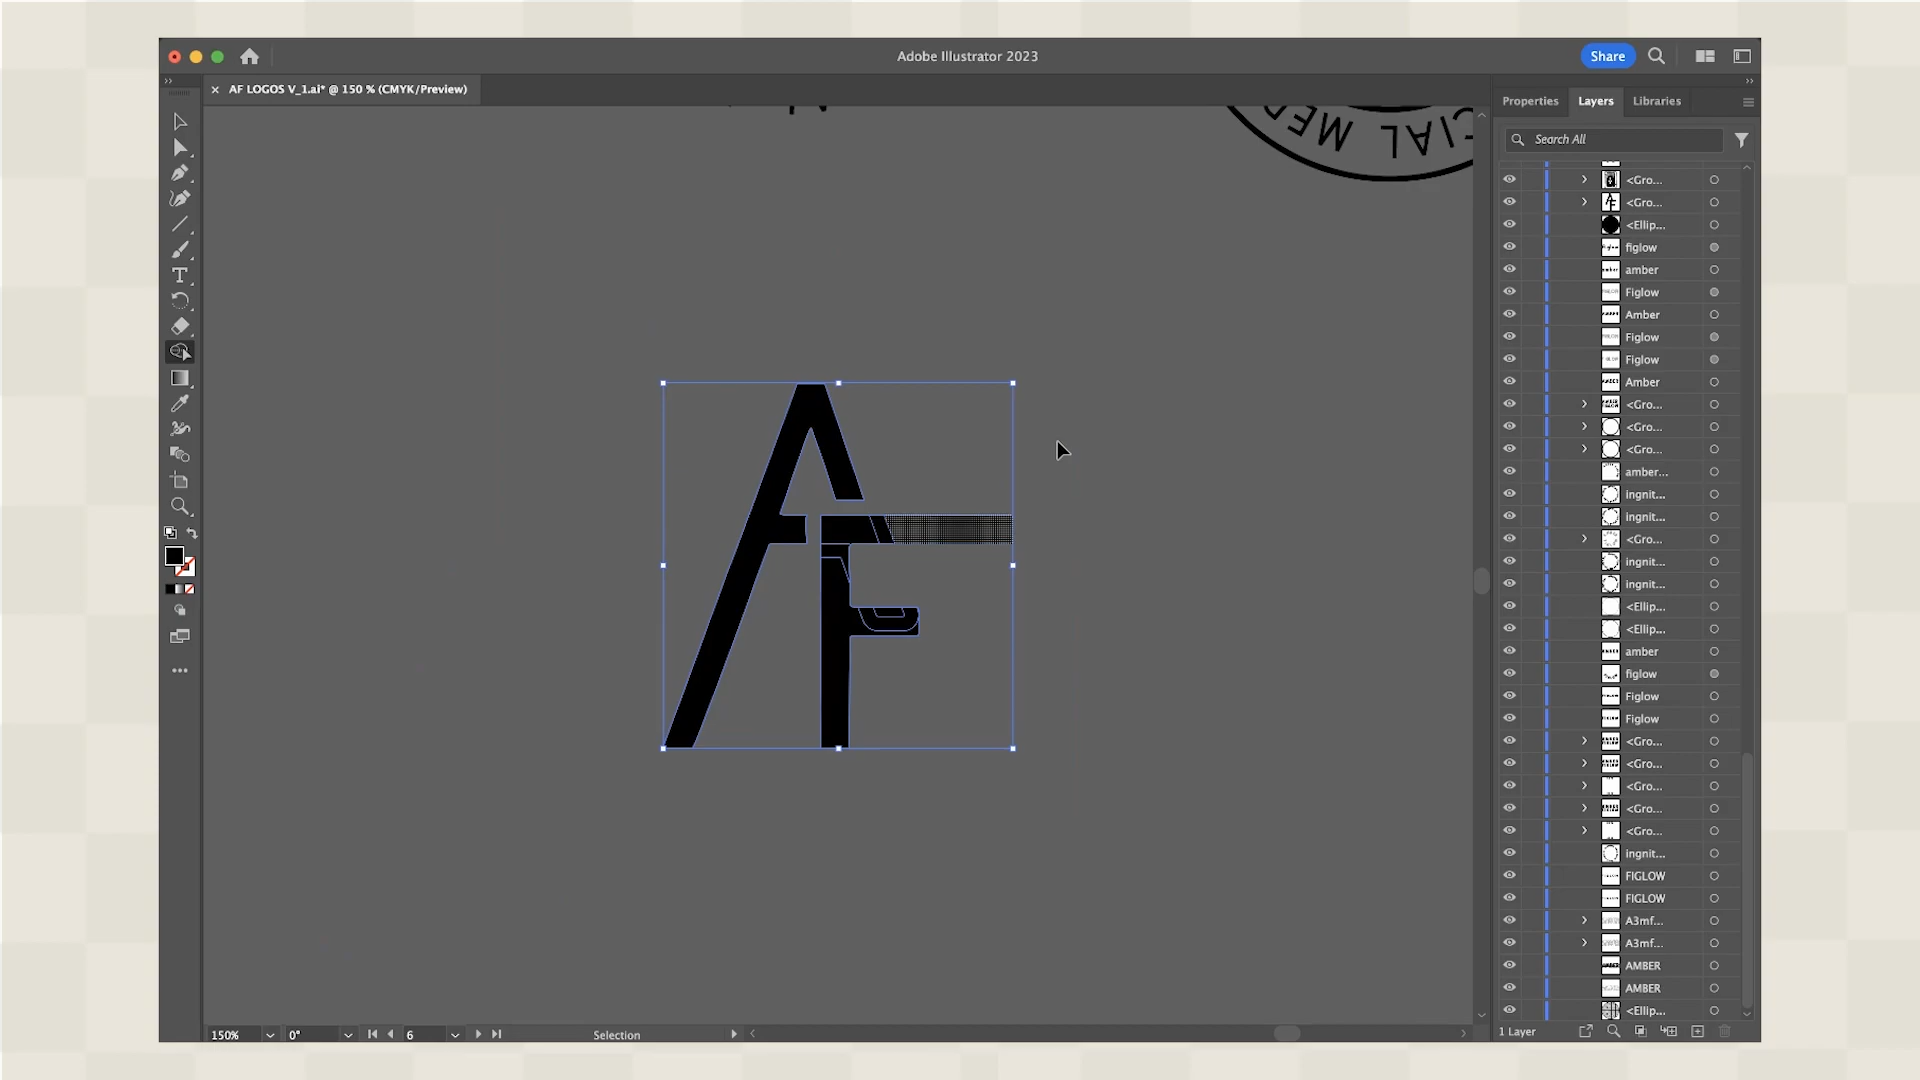 Adobe Illustrator 2023
Share
AF LOGOS V_1.ai* @ 150 % (CMYK/Preview)
Properties
Layers
Libraries
Search All
CIAL MED
AF
<Gro...
<Gro...
<Ellip...
figlow
amber
Figlow
Amber
Figlow
Figlow
Amber
<Gro...
<Gro...
<Gro...
amber...
ingnit...
ingnit...
<Gro...
ingnit...
ingnit...
<Ellip...
<Ellip...
amber
figlow
Figlow
Figlow
<Gro...
<Gro...
<Gro...
<Gro...
<Gro...
ingnit...
FIGLOW
FIGLOW
A3mf...
A3mf...
AMBER
AMBER
<Ellip...
150%
0°
6
Selection
1 Layer